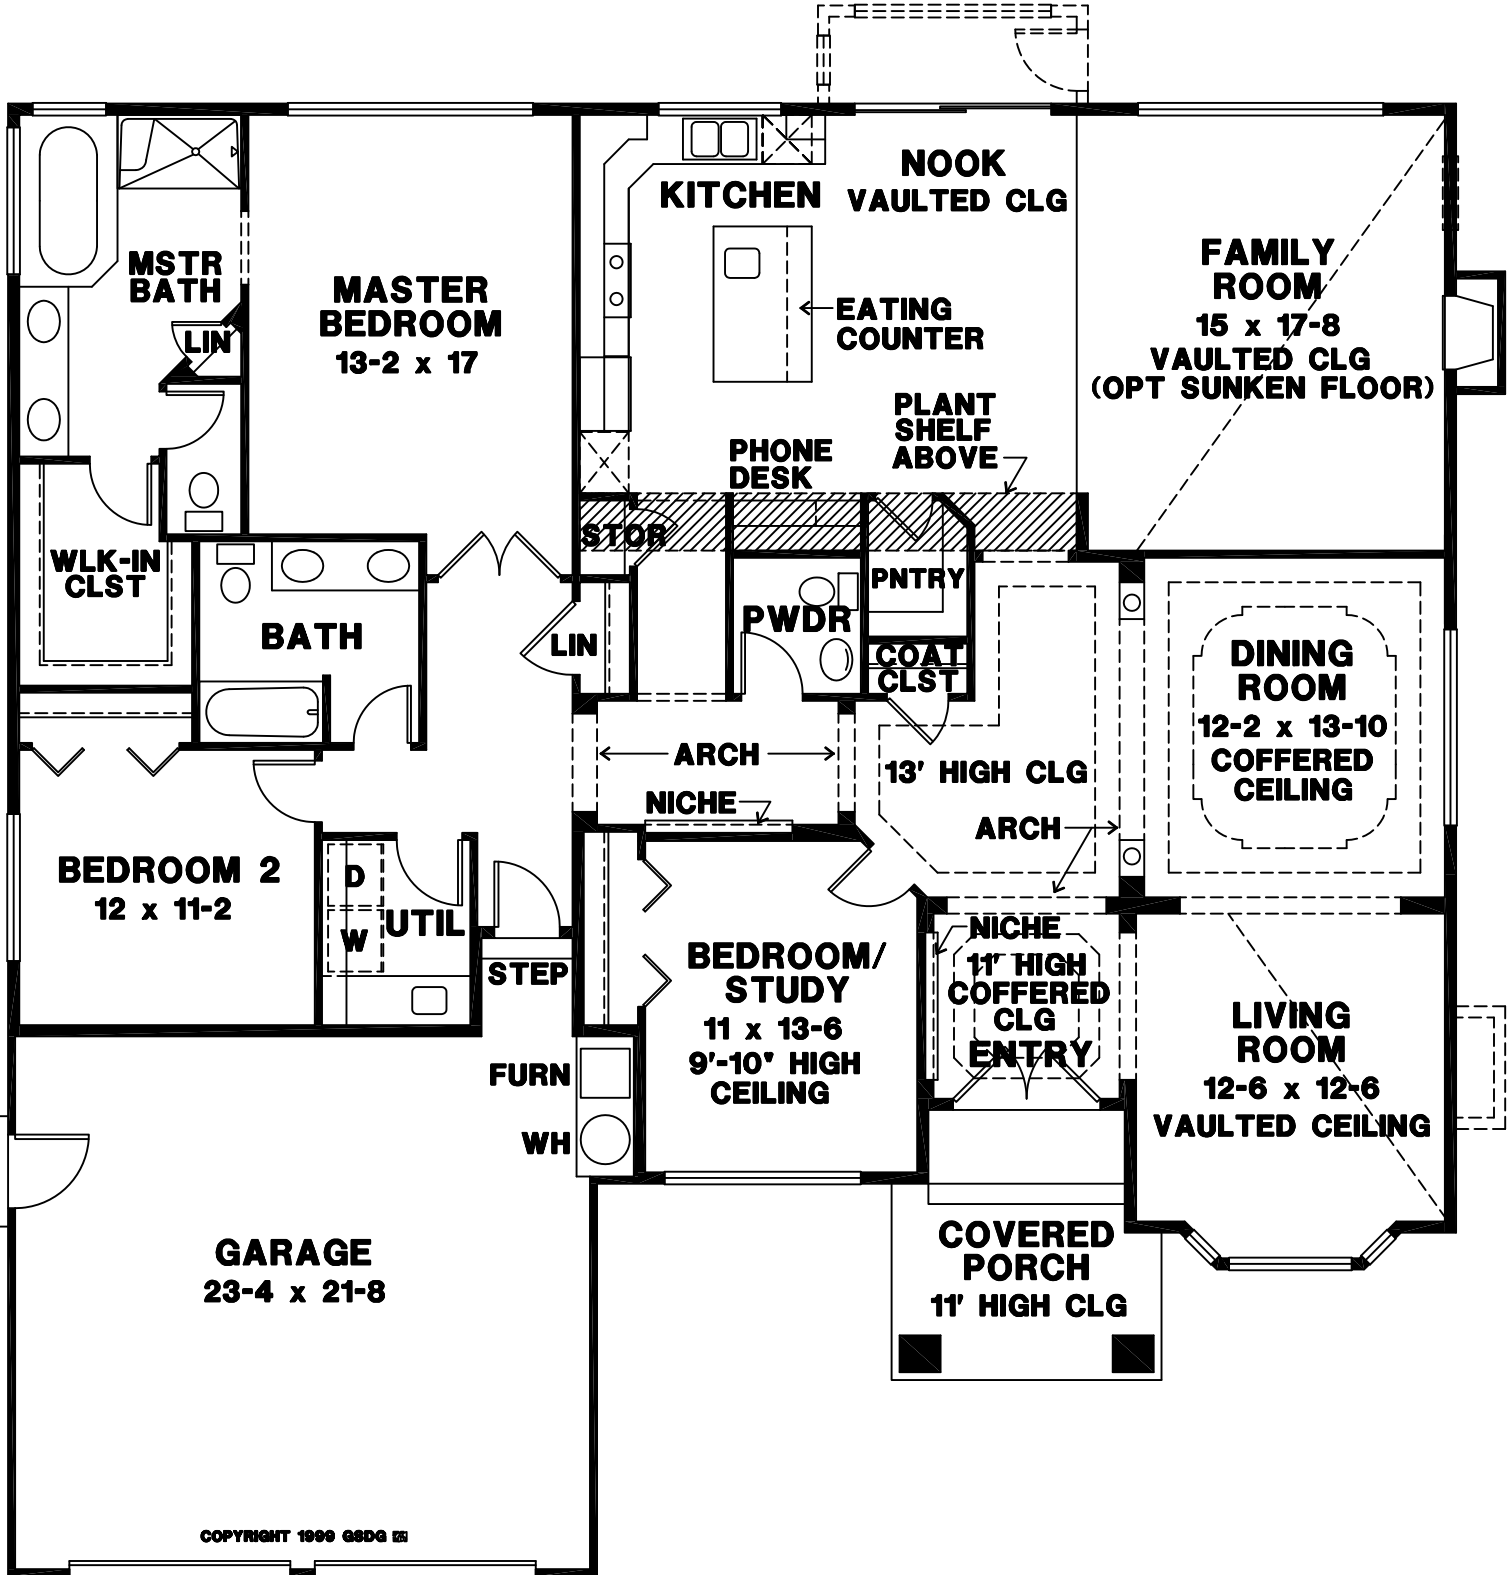 NOOK
VAULTED CLG
KITCHEN
MSTR
BATH
LIN
MASTER
BEDROOM
13-2 x 17
EATING
COUNTER
FAMILY
ROOM
15 x 17-8
VAULTED CLG
(OPT SUNKEN FLOOR)
PLANT
SHELF
ABOVE
PHONE
DESK
STOR
WLK-IN
CLST
BATH
LIN
PWDR
PNTRY
COAT
CLST
DINING
ROOM
12-2 x 13-10
COFFERED
CEILING
ARCH
13' HIGH CLG
NICHE
ARCH
BEDROOM 2
12 x 11-2
D
W
UTIL
STEP
BEDROOM/
STUDY
11 x 13-6
9'-10" HIGH
CEILING
NICHE
11' HIGH
COFFERED
CLG
ENTRY
LIVING
ROOM
12-6 x 12-6
VAULTED CEILING
FURN
WH
GARAGE
23-4 x 21-8
COVERED
PORCH
11' HIGH CLG
COPYRIGHT 1999 GSDG